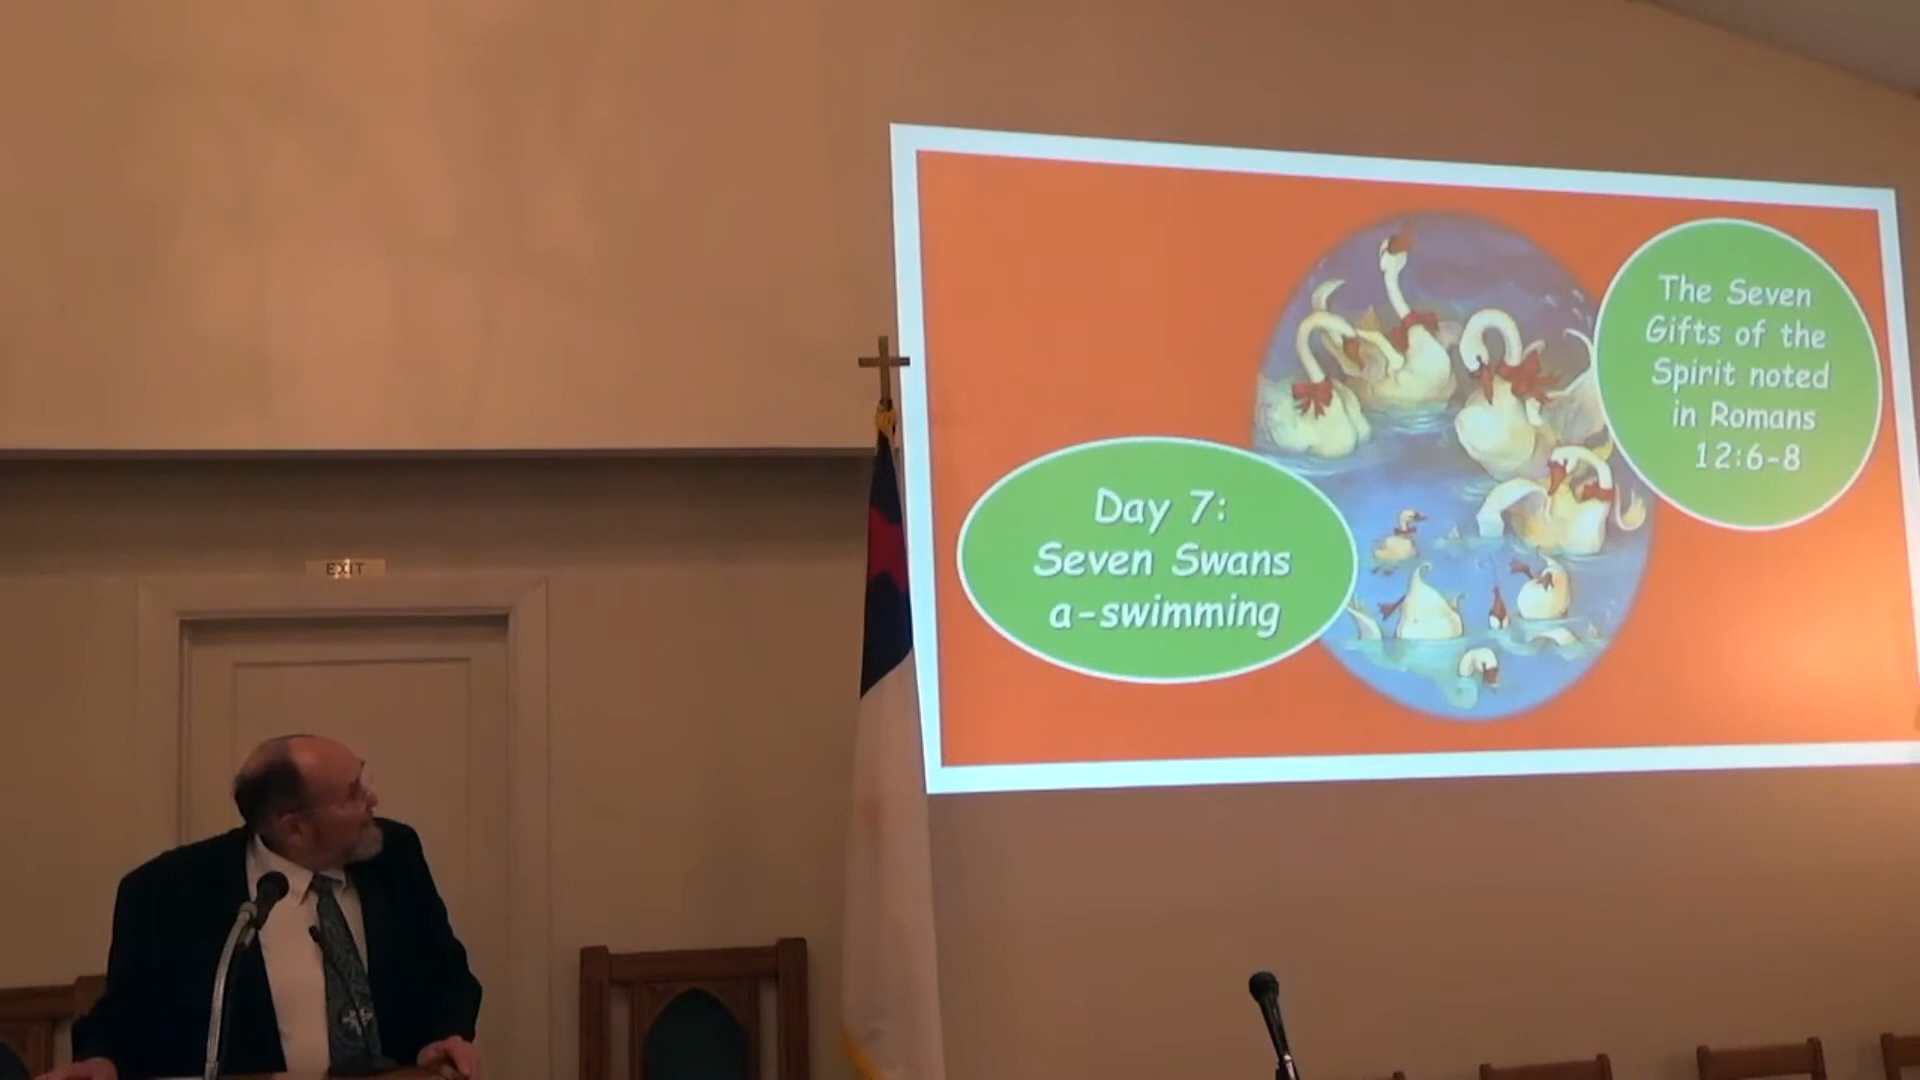 The Seven
Gifts of the
Spirit noted
in Romans
12:6-8
Day 7:
Seven Swans
a-swimming
EXIT